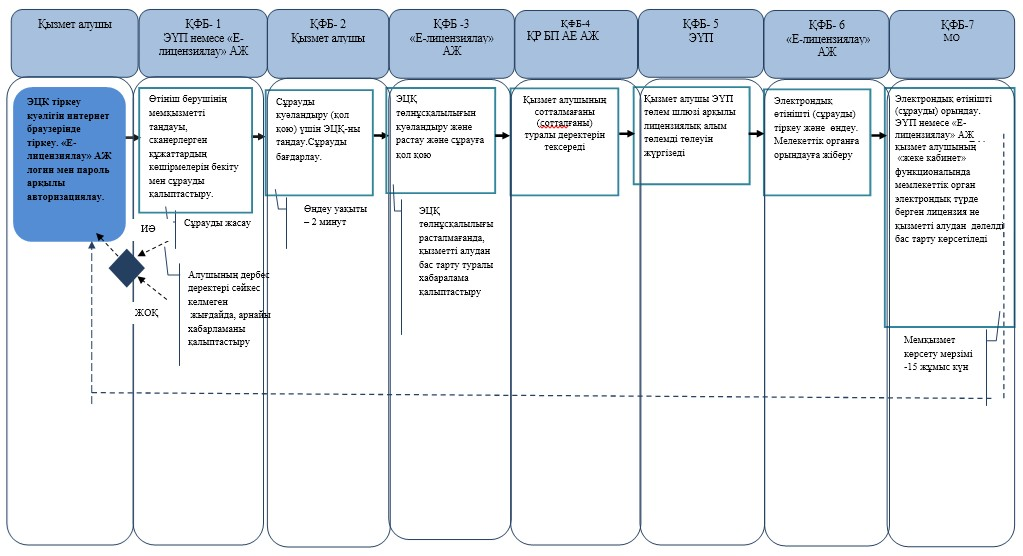 Қызмет алушы
ҚФБ- 1
ЭҮП немесе «Е-
лицензиялау» АЖ
ҚФБ- 2
Қызмет алушы
ҚФБ -3
«Е-лицензиялау»
АЖ
ҚФБ-4
ҚР БП АЕ АЖ
ҚФБ- 5
ЭҮП
ҚФБ- 6
«Е-лицензиялау»
АЖ
ҚФБ-7
МО
ЭЦК тіркеу
куәлігін интернет
браузерінде
тіркеу. «Е-
лицензиялау» АЖ
логин мен пароль
арқылы
авторизациялау.
Өтініш берушінің
мемқызметті
таңдауы,
сканерлерген
құжаттардың
көшірмелерін бекіту
мен сұрауды
қалыптастыру.
Сұрауды
куәландыру (қол
қою) үшін ЭЦҚ-ны
таңдау.Сұрауды
бағдарлау.
ЭЦҚ
төлнұсқалылығын
куәландыру және
растау және сұрауға
қол қою
Қызмет алушының
сотталмағаны
(сотталғаны)
туралы деректерін
тексереді
Қызмет алушы ЭҮП
төлем шлюзі арқылы
лицензиялық алым
төлемді төлеуін
жүргізеді
Электрондық
өтінішті (сұрауды)
тіркеу және өңдеу.
Мелекеттік органға
орындауға жіберу
Электрондық өтінішті
(сұрауды) орындау.
ЭҮП немесе «Е-
лицензиялау» АЖ
қызмет алушының
«жеке кабинет»
функционалында
мемлекеттік орган
электрондық түрде
берген лицензия не
қызметті алудан дәлелді
бас тарту көрсетіледі
ИӘ
Сұрауды жасау
Алушының дербес
деректері сәйкес
келмеген
жығдайда, арнайы
хабарламаны
қалыптастыру
ЖОҚ
Өңдеу уақыты
– 2 минут
ЭЦҚ
төлнұсқалылығы
расталмағанда,
қызметті алудан
бас тарту туралы
хабаралама
қалыптастыру
Мемқызмет
көрсету мерзімі
-15 жұмыс күн